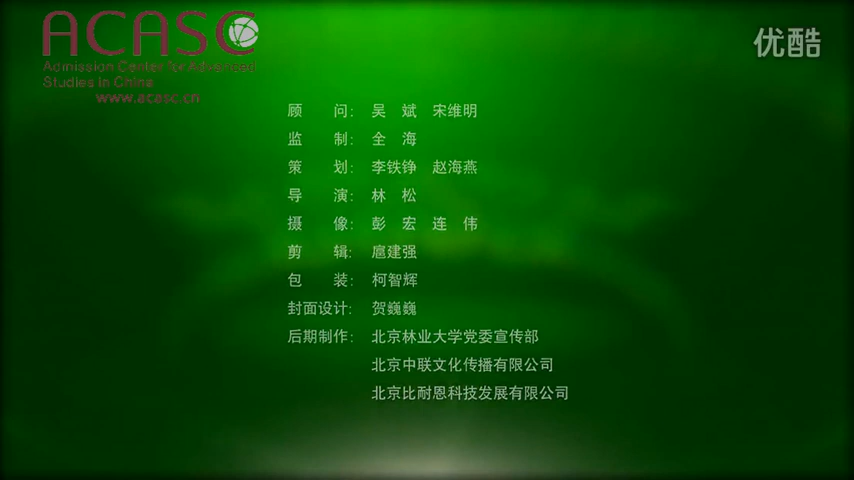 ACASC
Admission Center for Advanced
Studies in China
www.acasc.cn
优酷
顾 问： 吴 斌 宋维明
监 制： 全 海
策 划： 李铁铮 赵海燕
导 演： 林 松
摄 像： 彭 宏 连 伟
剪 辑： 扈建强
包 装： 柯智辉
封面设计： 贺巍巍
后期制作： 北京林业大学党委宣传部
北京中联文化传播有限公司
北京比耐恩科技发展有限公司